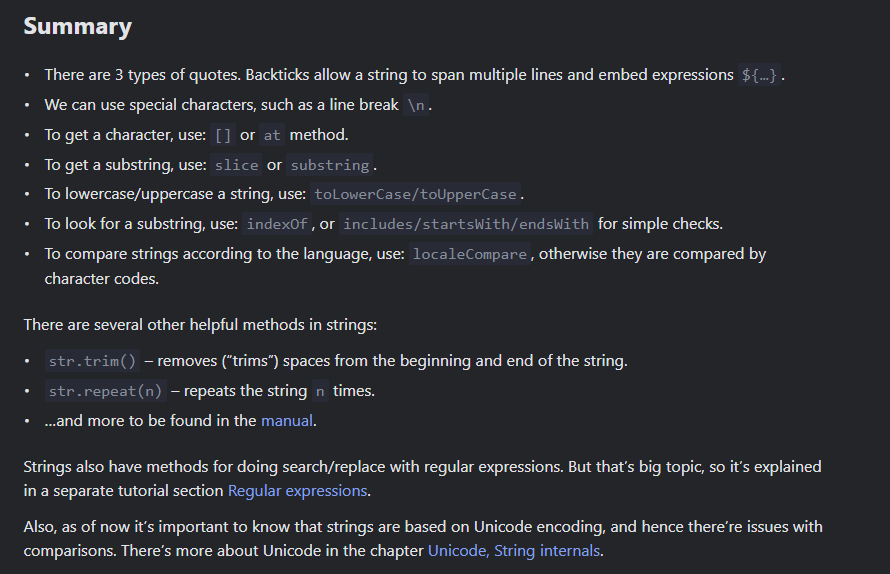 Summary
• There are 3 types of quotes. Backticks allow a string to span multiple lines and embed expressions ${…}.
• We can use special characters, such as a line break \n.
• To get a character, use: [] or at method.
• To get a substring, use: slice or substring.
• To lowercase/uppercase a string, use: toLowerCase/toUpperCase.
• To look for a substring, use: indexOf, or includes/startsWith/endsWith for simple checks.
• To compare strings according to the language, use: localeCompare, otherwise they are compared by
character codes.
There are several other helpful methods in strings:
• str.trim() – removes (“trims”) spaces from the beginning and end of the string.
• str.repeat(n) – repeats the string n times.
• …and more to be found in the manual.
Strings also have methods for doing search/replace with regular expressions. But that’s big topic, so it’s explained
in a separate tutorial section Regular expressions.
Also, as of now it’s important to know that strings are based on Unicode encoding, and hence there’re issues with
comparisons. There’s more about Unicode in the chapter Unicode, String internals.